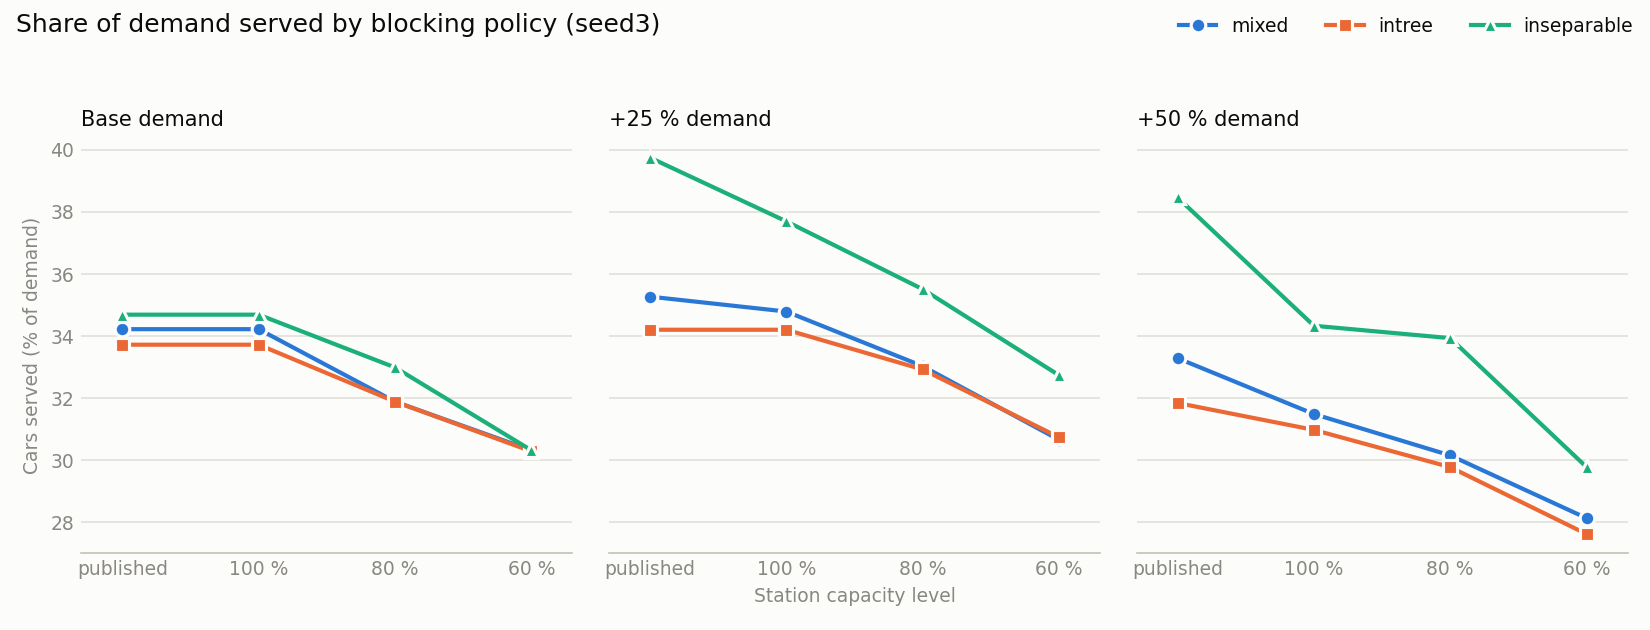 Share of demand served by blocking policy (seed3)
mixed
intree
inseparable
Base demand
+25 % demand
+50 % demand
Cars served (% of demand)
40
38
36
34
32
30
28
published 100 % 80 % 60 %
published 100 % 80 % 60 %
published 100 % 80 % 60 %
Station capacity level